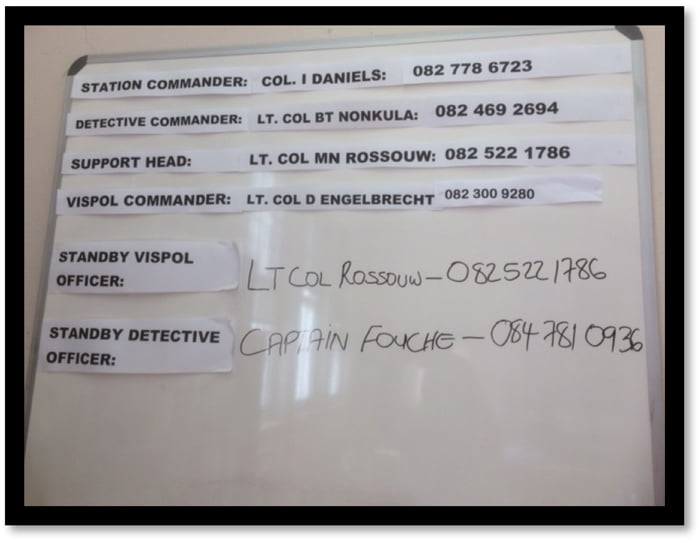 STATION COMMANDER: COL. I DANIELS: 082 778 6723
DETECTIVE COMMANDER: LT. COL BT NONKULA: 082 469 2694
SUPPORT HEAD: LT. COL MN ROSSOUW: 082 522 1786
VISPOL COMMANDER: LT. COL D ENGELBRECHT 082 300 9280
STANDBY VISPOL
OFFICER: LT COL ROSSOUW – 0825221786
STANDBY DETECTIVE
OFFICER: CAPTAIN FOUCHE – 084 781 0936